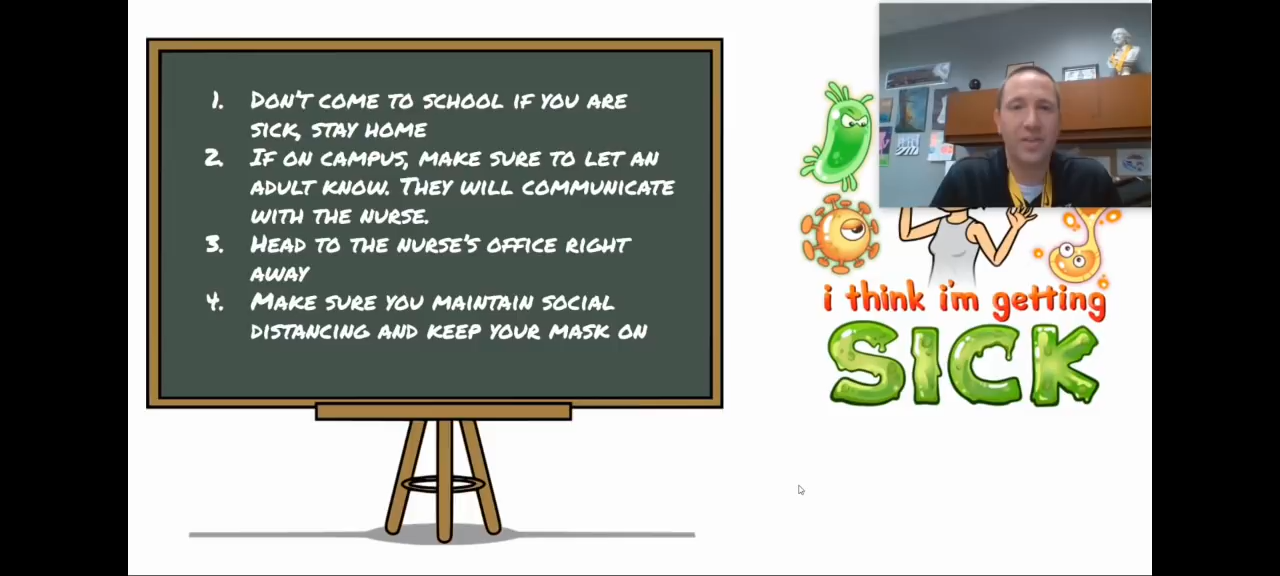 1. Don't come to school if you are
sick, stay home
2. If on campus, make sure to let an
adult know. They will communicate
with the nurse.
3. Head to the nurse's office right
away
4. Make sure you maintain social
distancing and keep your mask on
i think i'm getting
SICK